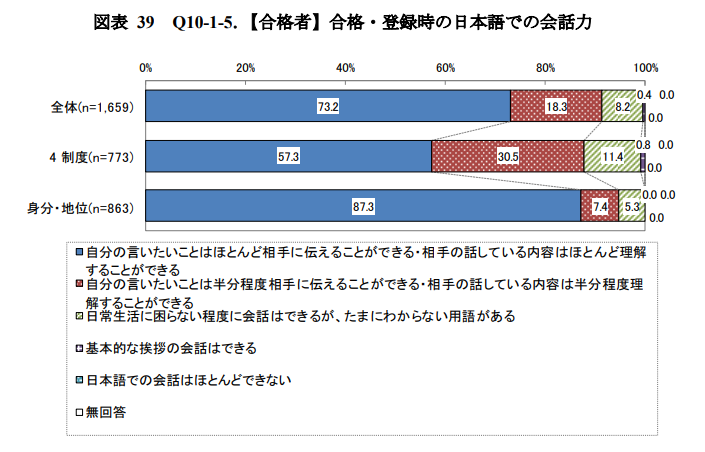 図表 39　Q10-1-5.【合格者】合格・登録時の日本語での会話力
0% 20% 40% 60% 80% 100%
全体(n=1,659) 73.2 18.3 8.2 0.4 0.0 0.0
4 制度(n=773) 57.3 30.5 11.4 0.8 0.0 0.0
身分・地位(n=863) 87.3 7.4 5.3 0.0 0.0 0.0
自分の言いたいことはほとんど相手に伝えることができる・相手の話している内容はほとんど理解
することができる
自分の言いたいことは半分程度相手に伝えることができる・相手の話している内容は半分程度理
解することができる
日常生活に困らない程度に会話はできるが、たまにわからない用語がある
基本的な挨拶の会話はできる
日本語での会話はほとんどできない
無回答